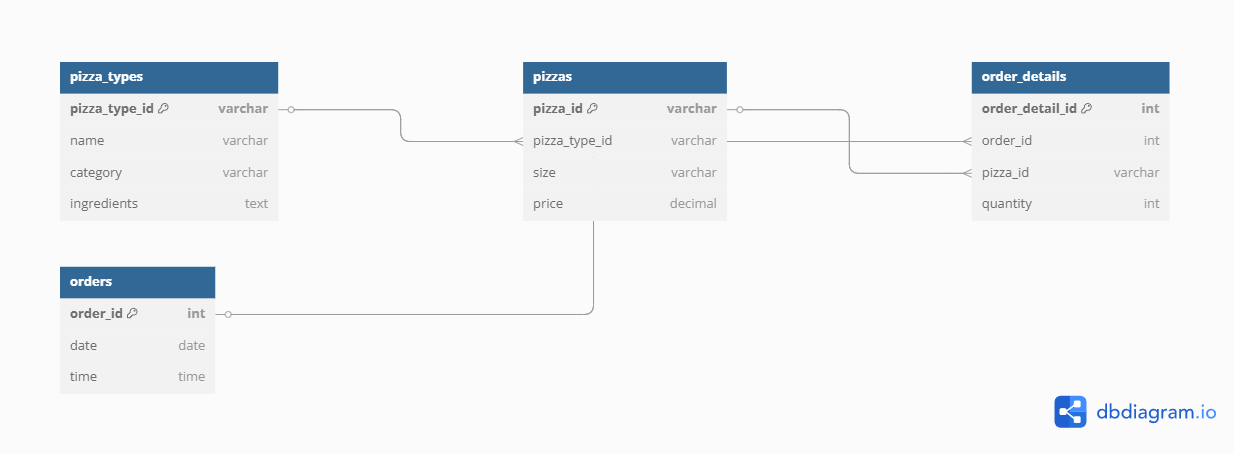 pizza_types
pizza_type_id varchar
name varchar
category varchar
ingredients text
pizzas
pizza_id varchar
pizza_type_id varchar
size varchar
price decimal
order_details
order_detail_id int
order_id int
pizza_id varchar
quantity int
orders
order_id int
date date
time time
dbdiagram.io